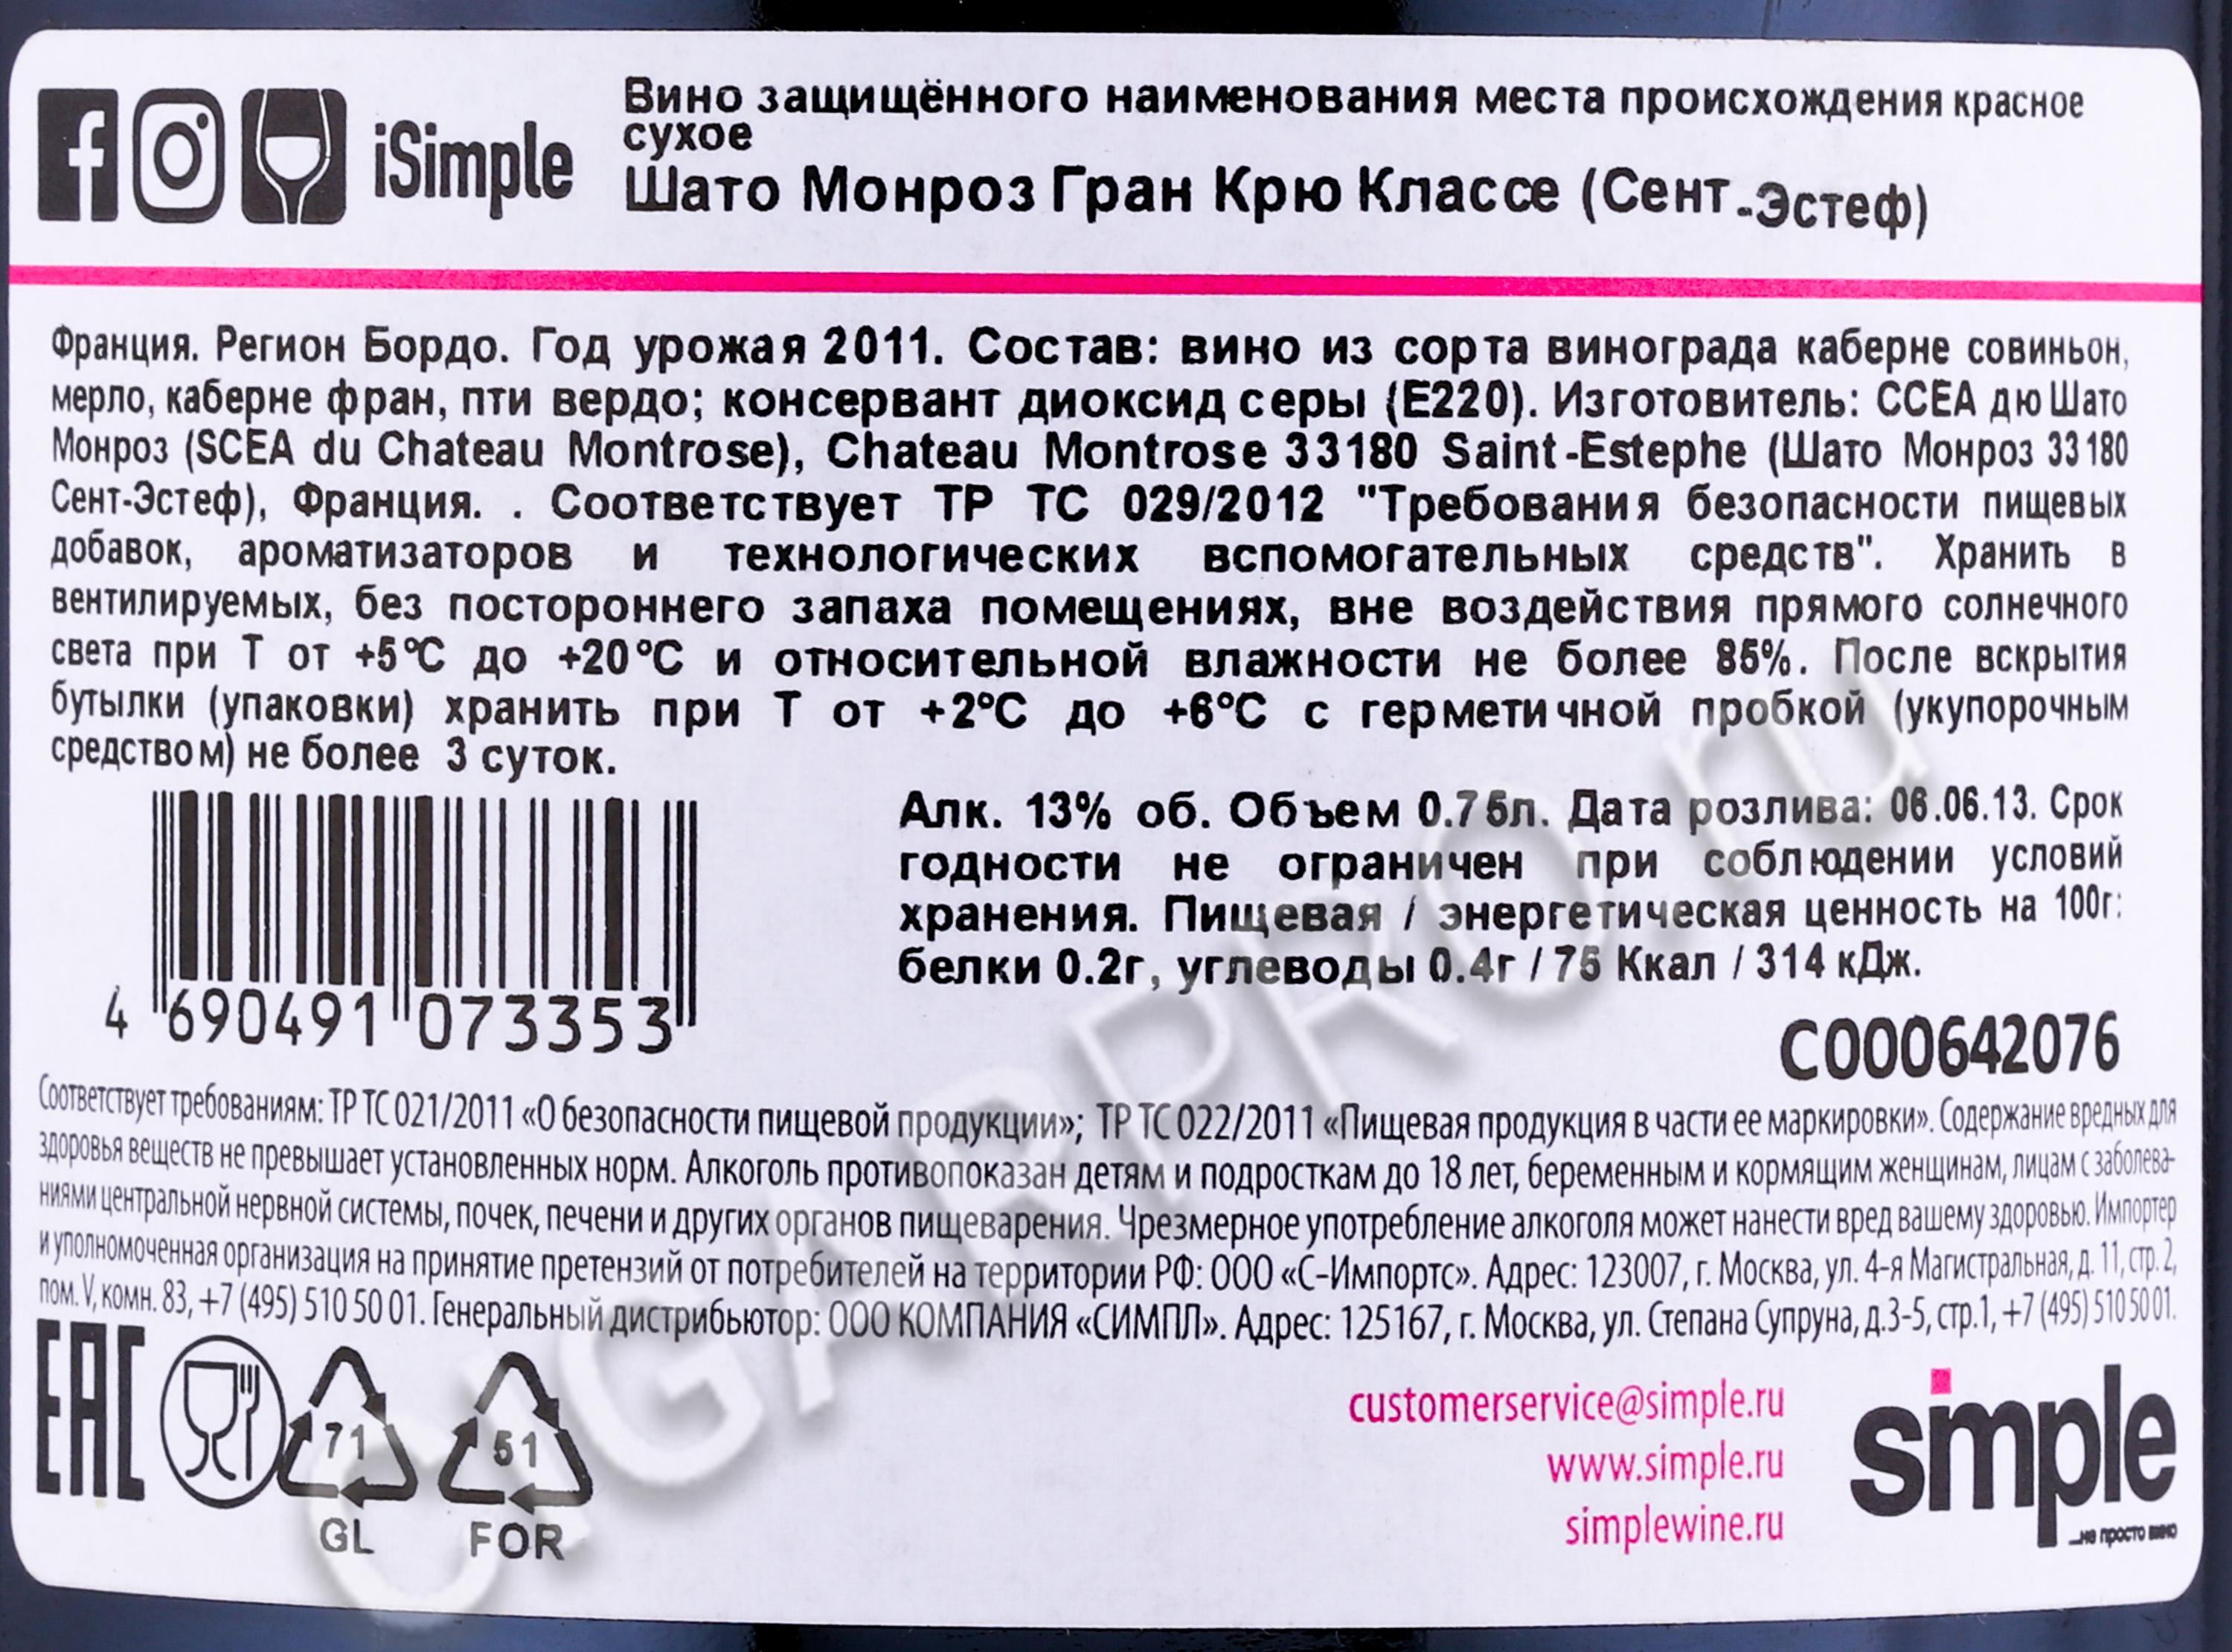 iSimple
Вино защищённого наименования места происхождения красное
сухое
Шато Монроз Гран Крю Классе (Сент-Эстеф)
Франция. Регион Бордо. Год урожая 2011. Состав: вино из сорта винограда каберне совиньон,
мерло, каберне фран, пти вердо; консервант диоксид серы (Е220). Изготовитель: ССЕА дю Шато
Монроз (SCEA du Chateau Montrose), Chateau Montrose 33180 Saint-Estephe (Шато Монроз 33180
Сент-Эстеф), Франция. . Соответствует ТР ТС 029/2012 "Требования безопасности пищевых
добавок, ароматизаторов и технологических вспомогательных средств". Хранить в
вентилируемых, без постороннего запаха помещениях, вне воздействия прямого солнечного
света при Т от +5°С до +20°С и относительной влажности не более 85%. После вскрытия
бутылки (упаковки) хранить при Т от +2°С до +6°С с герметичной пробкой (укупорочным
средством) не более 3 суток.
Алк. 13% об. Объем 0.75л. Дата розлива: 06.06.13. Срок
годности не ограничен при соблюдении условий
хранения. Пищевая / энергетическая ценность на 100г:
белки 0.2г, углеводы 0.4г / 75 Ккал / 314 кДж.
4 690491 073353
С000642076
Соответствует требованиям: ТР ТС 021/2011 «О безопасности пищевой продукции»; ТР ТС 022/2011 «Пищевая продукция в части ее маркировки». Содержание вредных для
здоровья веществ не превышает установленных норм. Алкоголь противопоказан детям и подросткам до 18 лет, беременным и кормящим женщинам, лицам с заболева-
ниями центральной нервной системы, почек, печени и других органов пищеварения. Чрезмерное употребление алкоголя может нанести вред вашему здоровью. Импортер
и уполномоченная организация на принятие претензий от потребителей на территории РФ: ООО «С-Импортс». Адрес: 123007, г. Москва, ул. 4-я Магистральная, д. 11, стр. 2,
пом. V, комн. 83, +7 (495) 510 50 01. Генеральный дистрибьютор: ООО КОМПАНИЯ «СИМПЛ». Адрес: 125167, г. Москва, ул. Степана Супруна, д.3-5, стр.1, +7 (495) 510 50 01.
EAC
71
GL
51
FOR
customerservice@simple.ru
www.simple.ru
simplewine.ru
simple
...не просто вино
CIGARPRO.ru